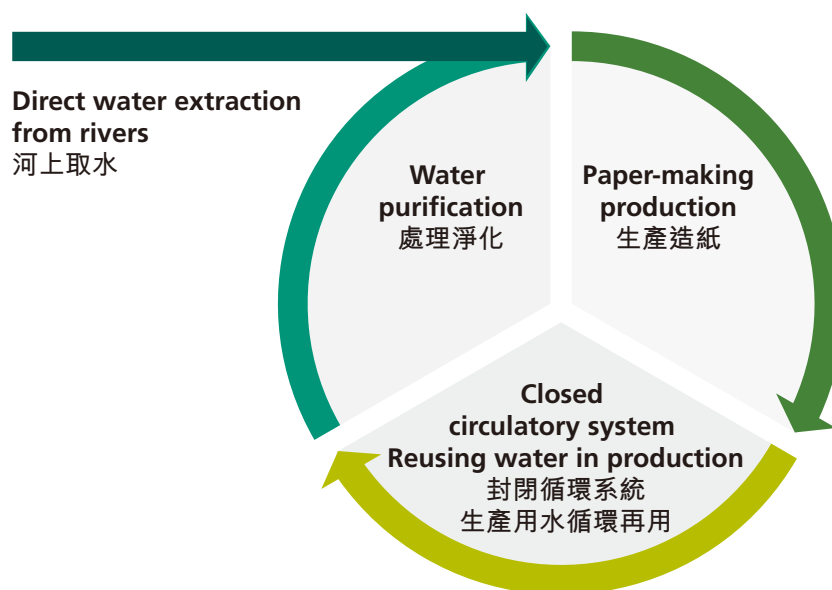 Direct water extraction
from rivers
河上取水
Water
purification
處理淨化
Paper-making
production
生產造紙
Closed
circulatory system
Reusing water in production
封閉循環系統
生產用水循環再用